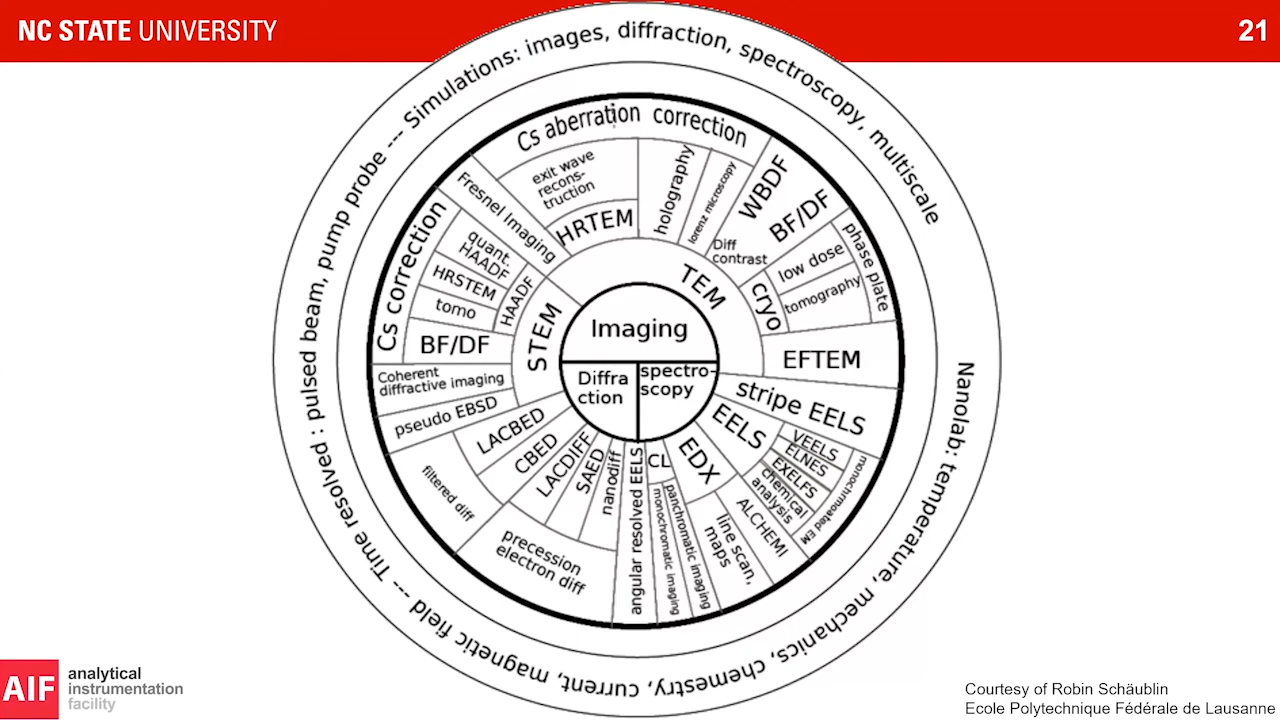 NC STATE UNIVERSITY
21
Time resolved : pulsed beam, pump probe --- Simulations: images, diffraction, spectroscopy, multiscale
Nanolab: temperature, mechanics, chemestry, current, magnetic field ---
Cs aberration correction
exit wave
recons-
truction
HRTEM
holography
lorenz microscopy
WBDF
BF/DF
Diff
contrast
phase plate
low dose
tomography
cryo
TEM
EFTEM
Fresnel Imaging
Cs correction
quant.
HAADF
HRSTEM
tomo
HAADF
BF/DF
STEM
Coherent
diffractive imaging
pseudo EBSD
Imaging
Diffra
ction
spectro-
scopy
LACBED
CBED
LACDIFF
SAED
nanodiff
filtered diff
precession
electron diff
angular resolved EELS
CL
monochromatic imaging
panchromatic imaging
EDX
line scan,
maps
ALCHEMI
EELS
stripe EELS
VEELS
ELNES
EXELFS
chemical
analysis
monochrmoated EM
AIF
analytical
instrumentation
facility
Courtesy of Robin Schäublin
Ecole Polytechnique Fédérale de Lausanne